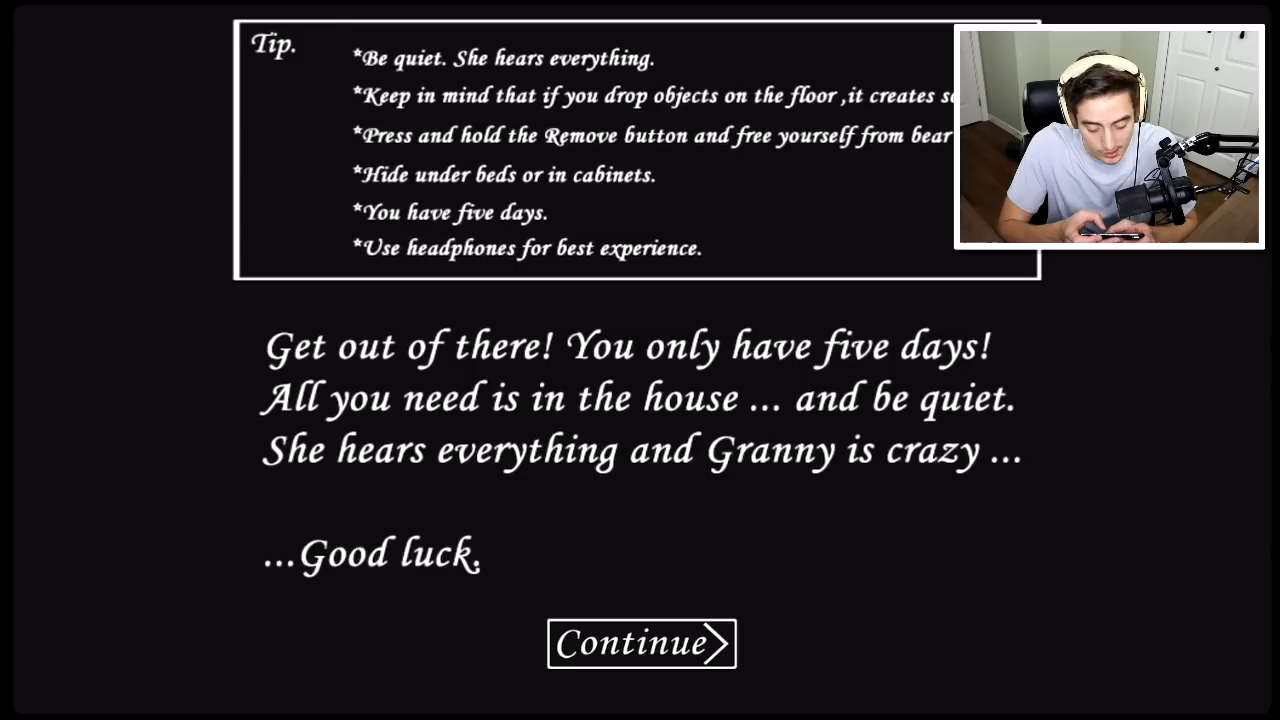 Tip.
*Be quiet. She hears everything.
*Keep in mind that if you drop objects on the floor ,it creates
*Press and hold the Remove button and free yourself from bear
*Hide under beds or in cabinets.
*You have five days.
*Use headphones for best experience.
Get out of there! You only have five days!
All you need is in the house ... and be quiet.
She hears everything and Granny is crazy ...
...Good luck.
Continue